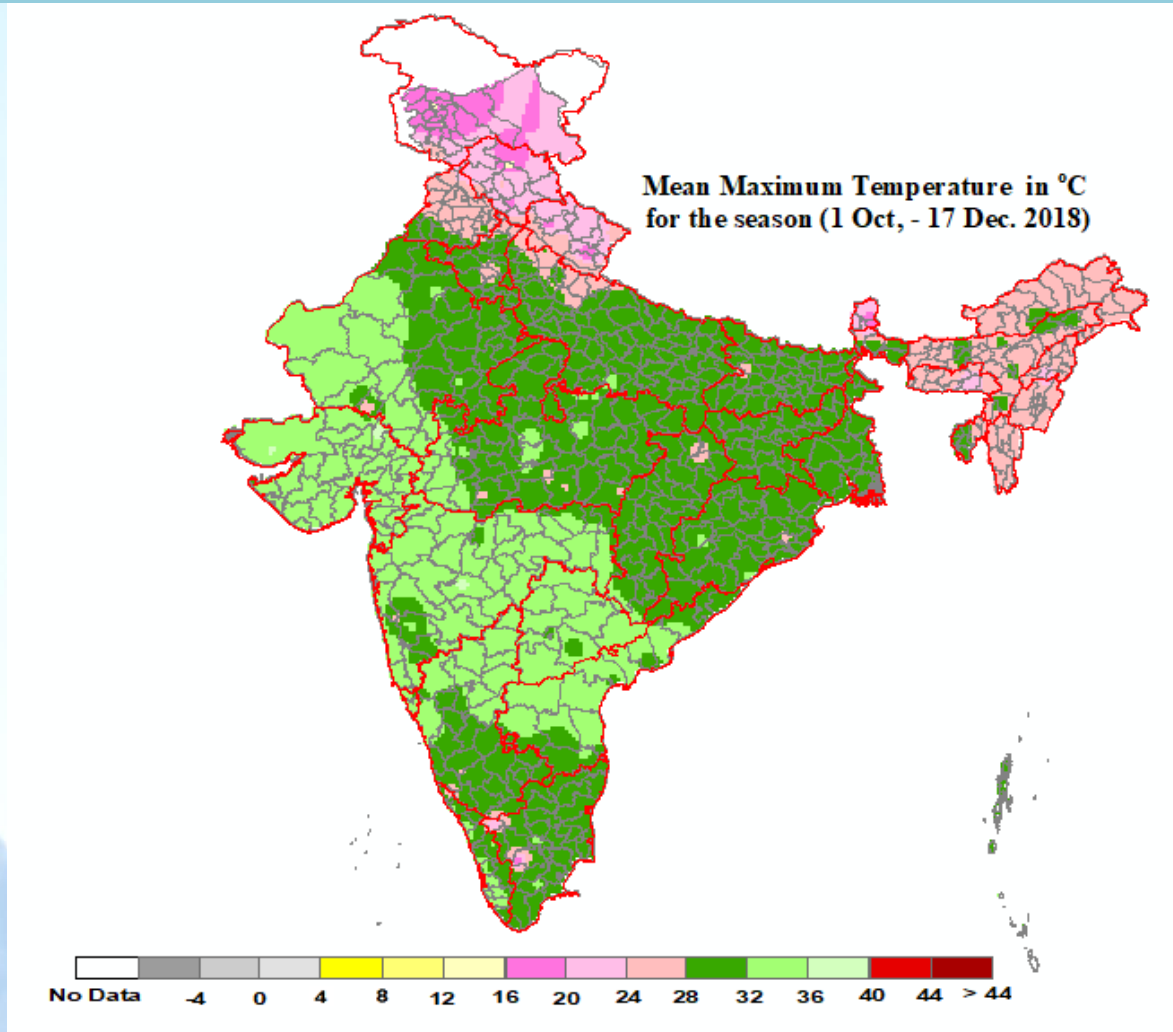 Mean Maximum Temperature in °C
for the season (1 Oct, - 17 Dec. 2018)
No Data -4 0 4 8 12 16 20 24 28 32 36 40 44 > 44